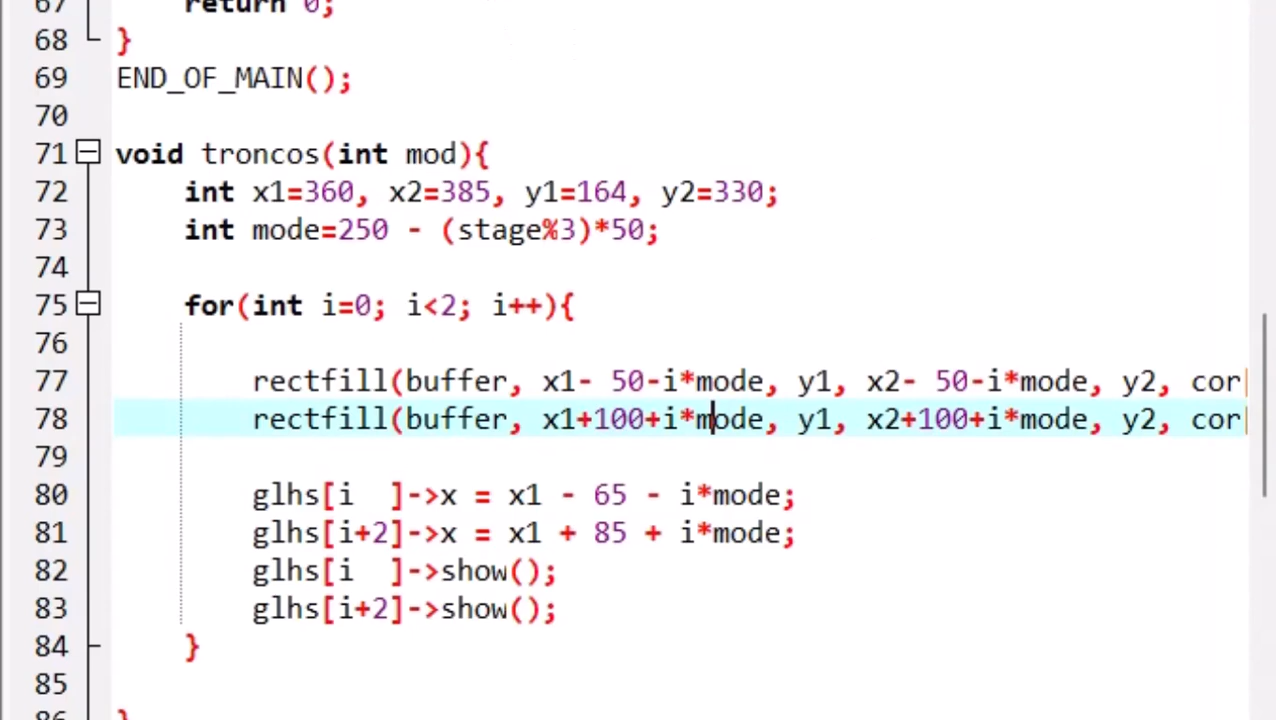 67 return 0;
68 }
69 END_OF_MAIN();
70
71 void troncos(int mod){
72 int x1=360, x2=385, y1=164, y2=330;
73 int mode=250 - (stage%3)*50;
74
75 for(int i=0; i<2; i++){
76
77 rectfill(buffer, x1- 50-i*mode, y1, x2- 50-i*mode, y2, cor
78 rectfill(buffer, x1+100+i*mode, y1, x2+100+i*mode, y2, cor
79
80 glhs[i  ]->x = x1 - 65 - i*mode;
81 glhs[i+2]->x = x1 + 85 + i*mode;
82 glhs[i  ]->show();
83 glhs[i+2]->show();
84 }
85
86 }